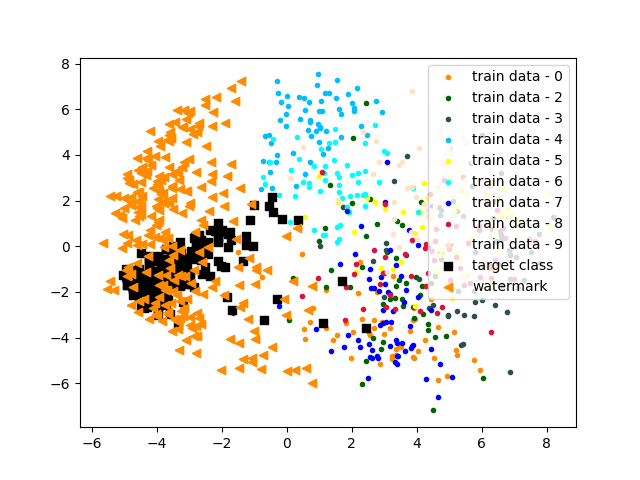 8
6
4
2
0
−2
−4
−6
−6
−4
−2
0
2
4
6
8
train data - 0
train data - 2
train data - 3
train data - 4
train data - 5
train data - 6
train data - 7
train data - 8
train data - 9
target class
watermark